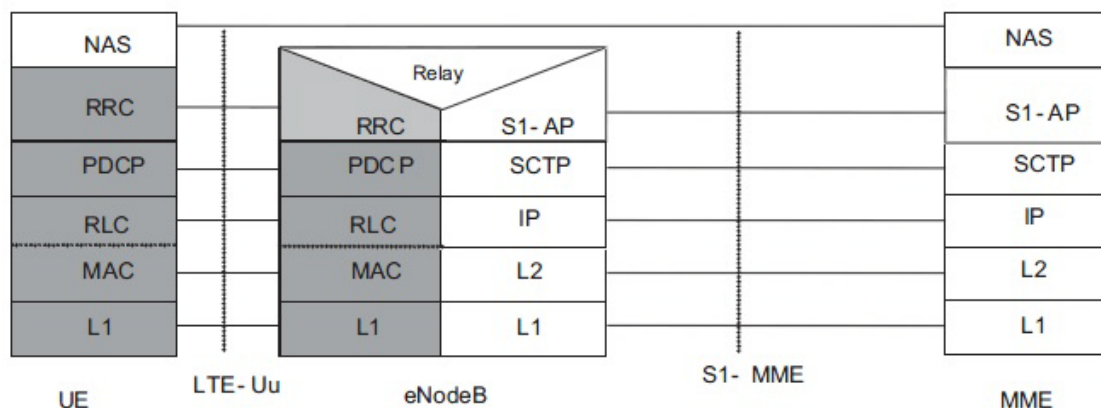 NAS NAS
Relay
RRC RRC S1-AP S1-AP
PDCP PDCP SCTP SCTP
RLC RLC IP IP
MAC MAC L2 L2
L1 L1 L1 L1
LTE-Uu S1- MME
UE eNodeB MME